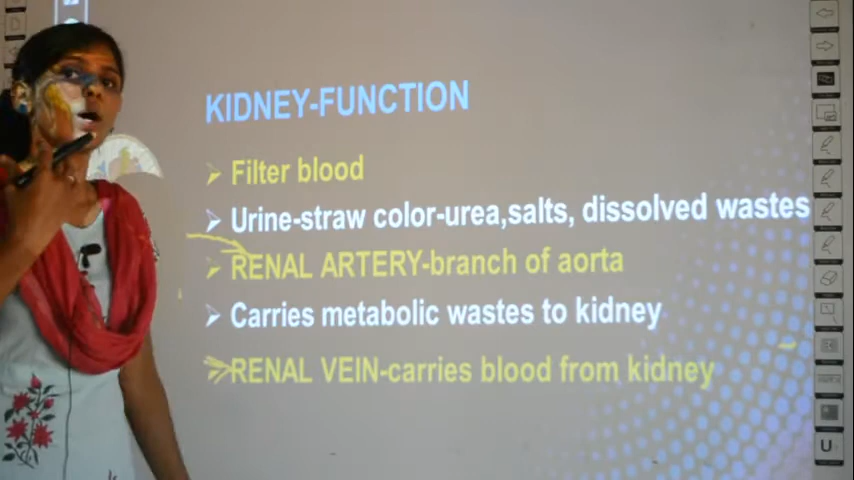 KIDNEY-FUNCTION
Filter blood
Urine-straw color-urea,salts, dissolved wastes
RENAL ARTERY-branch of aorta
Carries metabolic wastes to kidney
RENAL VEIN-carries blood from kidney